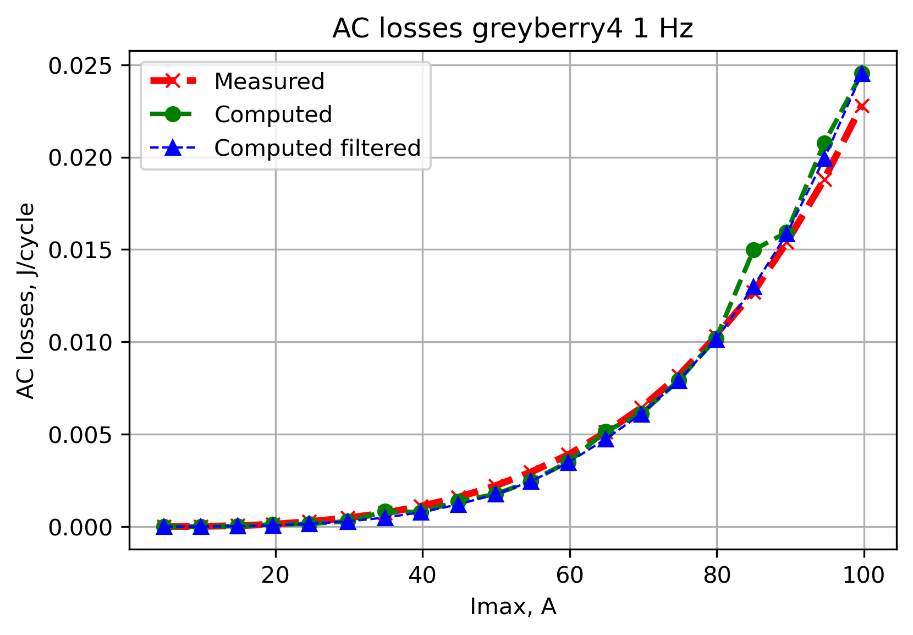 AC losses greyberry4 1 Hz
Measured
Computed
Computed filtered
AC losses, J/cycle
0.025
0.020
0.015
0.010
0.005
0.000
20 40 60 80 100
Imax, A